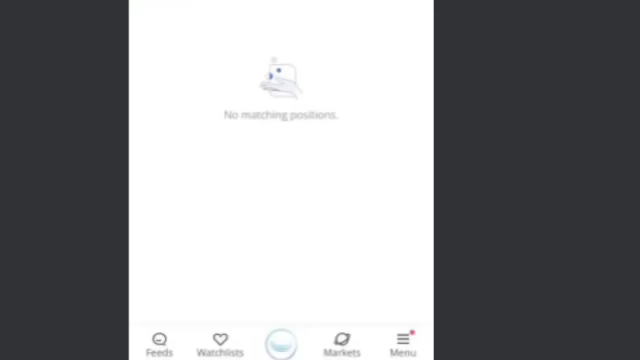 No matching positions.
Feeds
Watchlists
Markets
Menu